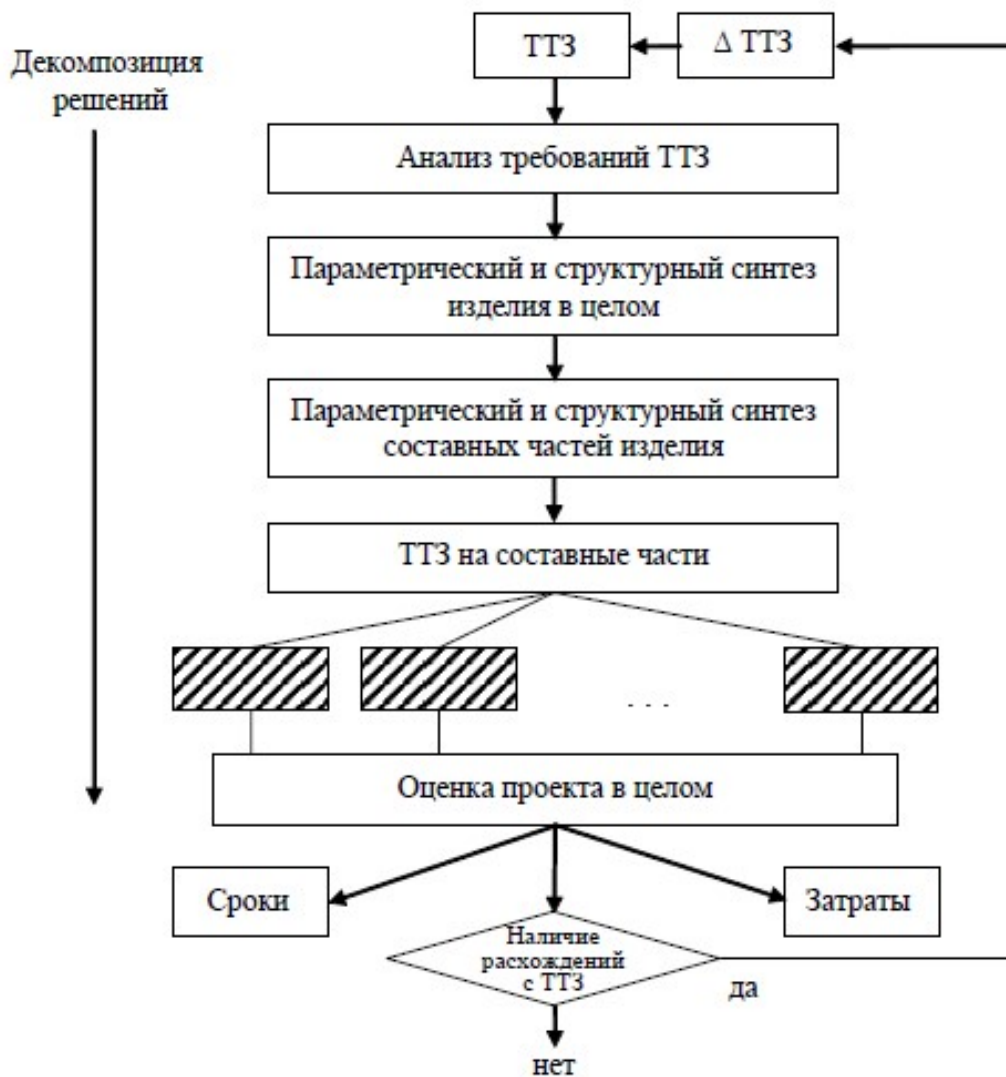 ТТЗ
Δ ТТЗ
Декомпозиция
решений
Анализ требований ТТЗ
Параметрический и структурный синтез
изделия в целом
Параметрический и структурный синтез
составных частей изделия
ТТЗ на составные части
. . .
Оценка проекта в целом
Сроки
Затраты
Наличие
расхождений
с ТТЗ
да
нет